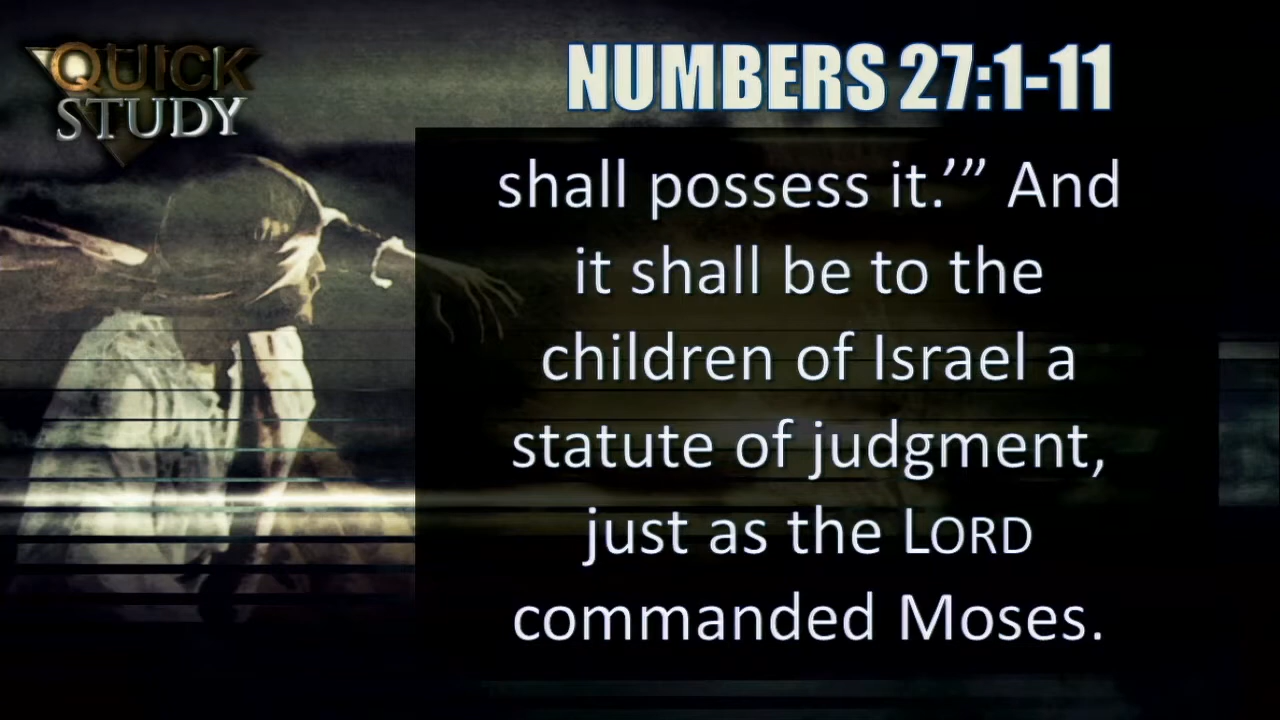 QUICK
STUDY
NUMBERS 27:1-11
shall possess it.’” And
it shall be to the
children of Israel a
statute of judgment,
just as the LORD
commanded Moses.